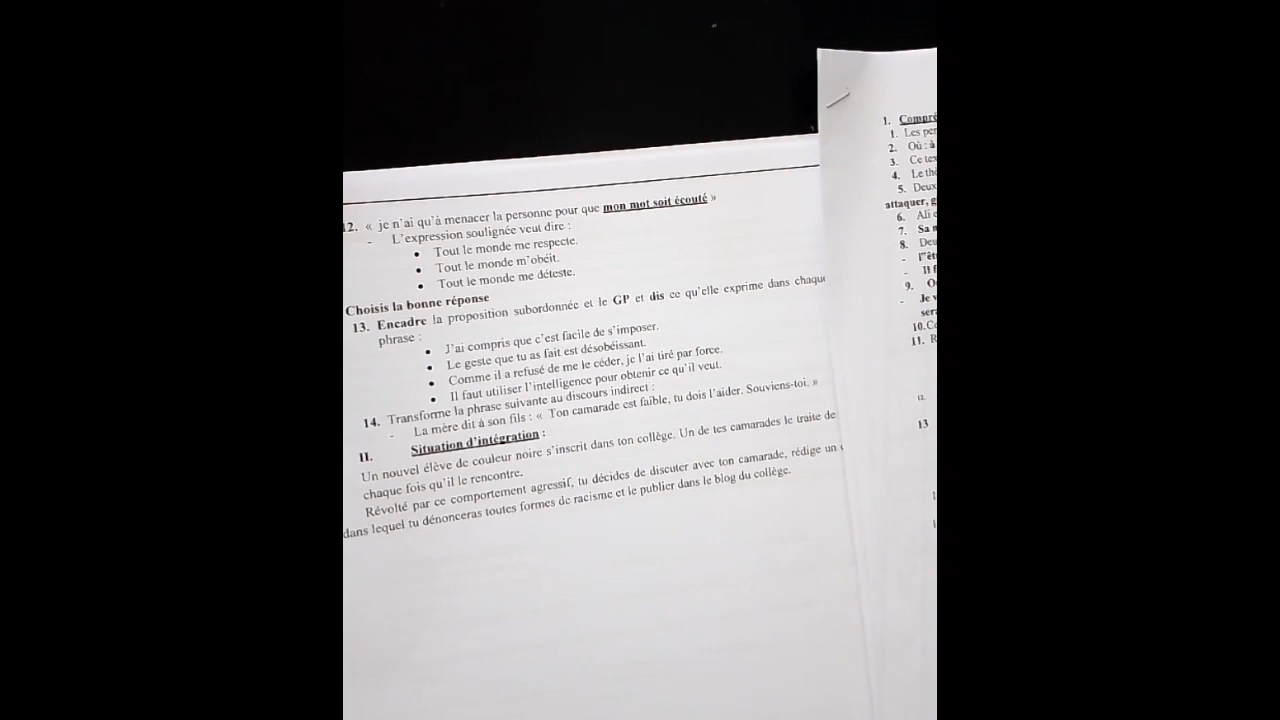 12. « je n'ai qu'à menacer la personne pour que mon mot soit écouté »
- L'expression soulignée veut dire :
• Tout le monde me respecte.
• Tout le monde m'obéit.
• Tout le monde me déteste.
Choisis la bonne réponse
13. Encadre la proposition subordonnée et le GP et dis ce qu'elle exprime dans chaque
phrase :
• J'ai compris que c'est facile de s'imposer.
• Le geste que tu as fait est désobéissant.
• Comme il a refusé de me le céder, je l'ai tiré par force.
• Il faut utiliser l'intelligence pour obtenir ce qu'il veut.
14. Transforme la phrase suivante au discours indirect :
- La mère dit à son fils : « Ton camarade est faible, tu dois l'aider. Souviens-toi. »
II. Situation d'intégration :
Un nouvel élève de couleur noire s'inscrit dans ton collège. Un de tes camarades le traite de
chaque fois qu'il le rencontre.
Révolté par ce comportement agressif, tu décides de discuter avec ton camarade, rédige un
dans lequel tu dénonceras toutes formes de racisme et le publier dans le blog du collège.
1. Compré
1. Les per
2. Où : à
3. Ce tex
4. Le thè
5. Deux
attaquer, g
6. Ali
7. Sa
8. Deu
- l'êt
- Il f
9.
- Je v
ser
10.
11. R
12.
13